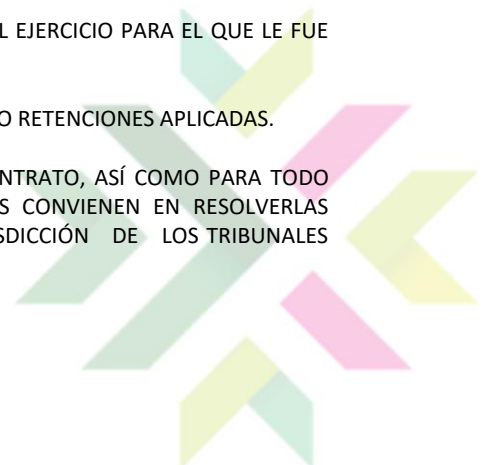 L EJERCICIO PARA EL QUE LE FUE
O RETENCIONES APLICADAS.
NTRATO, ASÍ COMO PARA TODO
S CONVIENEN EN RESOLVERLAS
SDICCIÓN DE LOS TRIBUNALES